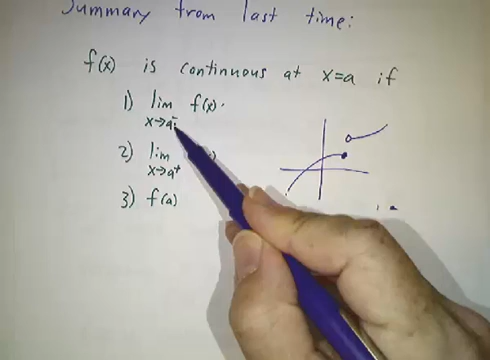 Summary from last time:
f(x) is continuous at x=a if
1) lim f(x)
x→a⁻
2) lim
x→a⁺
3) f(a)